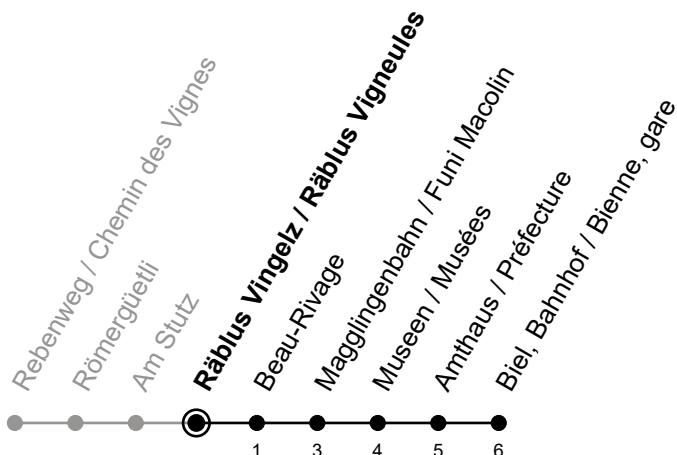 Rebenweg / Chemin des Vignes
Römergüetli
Am Stutz
Räblus Vingelz / Räblus Vigneules
Beau-Rivage
Magglingenbahn / Funi Macolin
Museen / Musées
Amthaus / Préfecture
Biel, Bahnhof / Bienne, gare
1 3 4 5 6